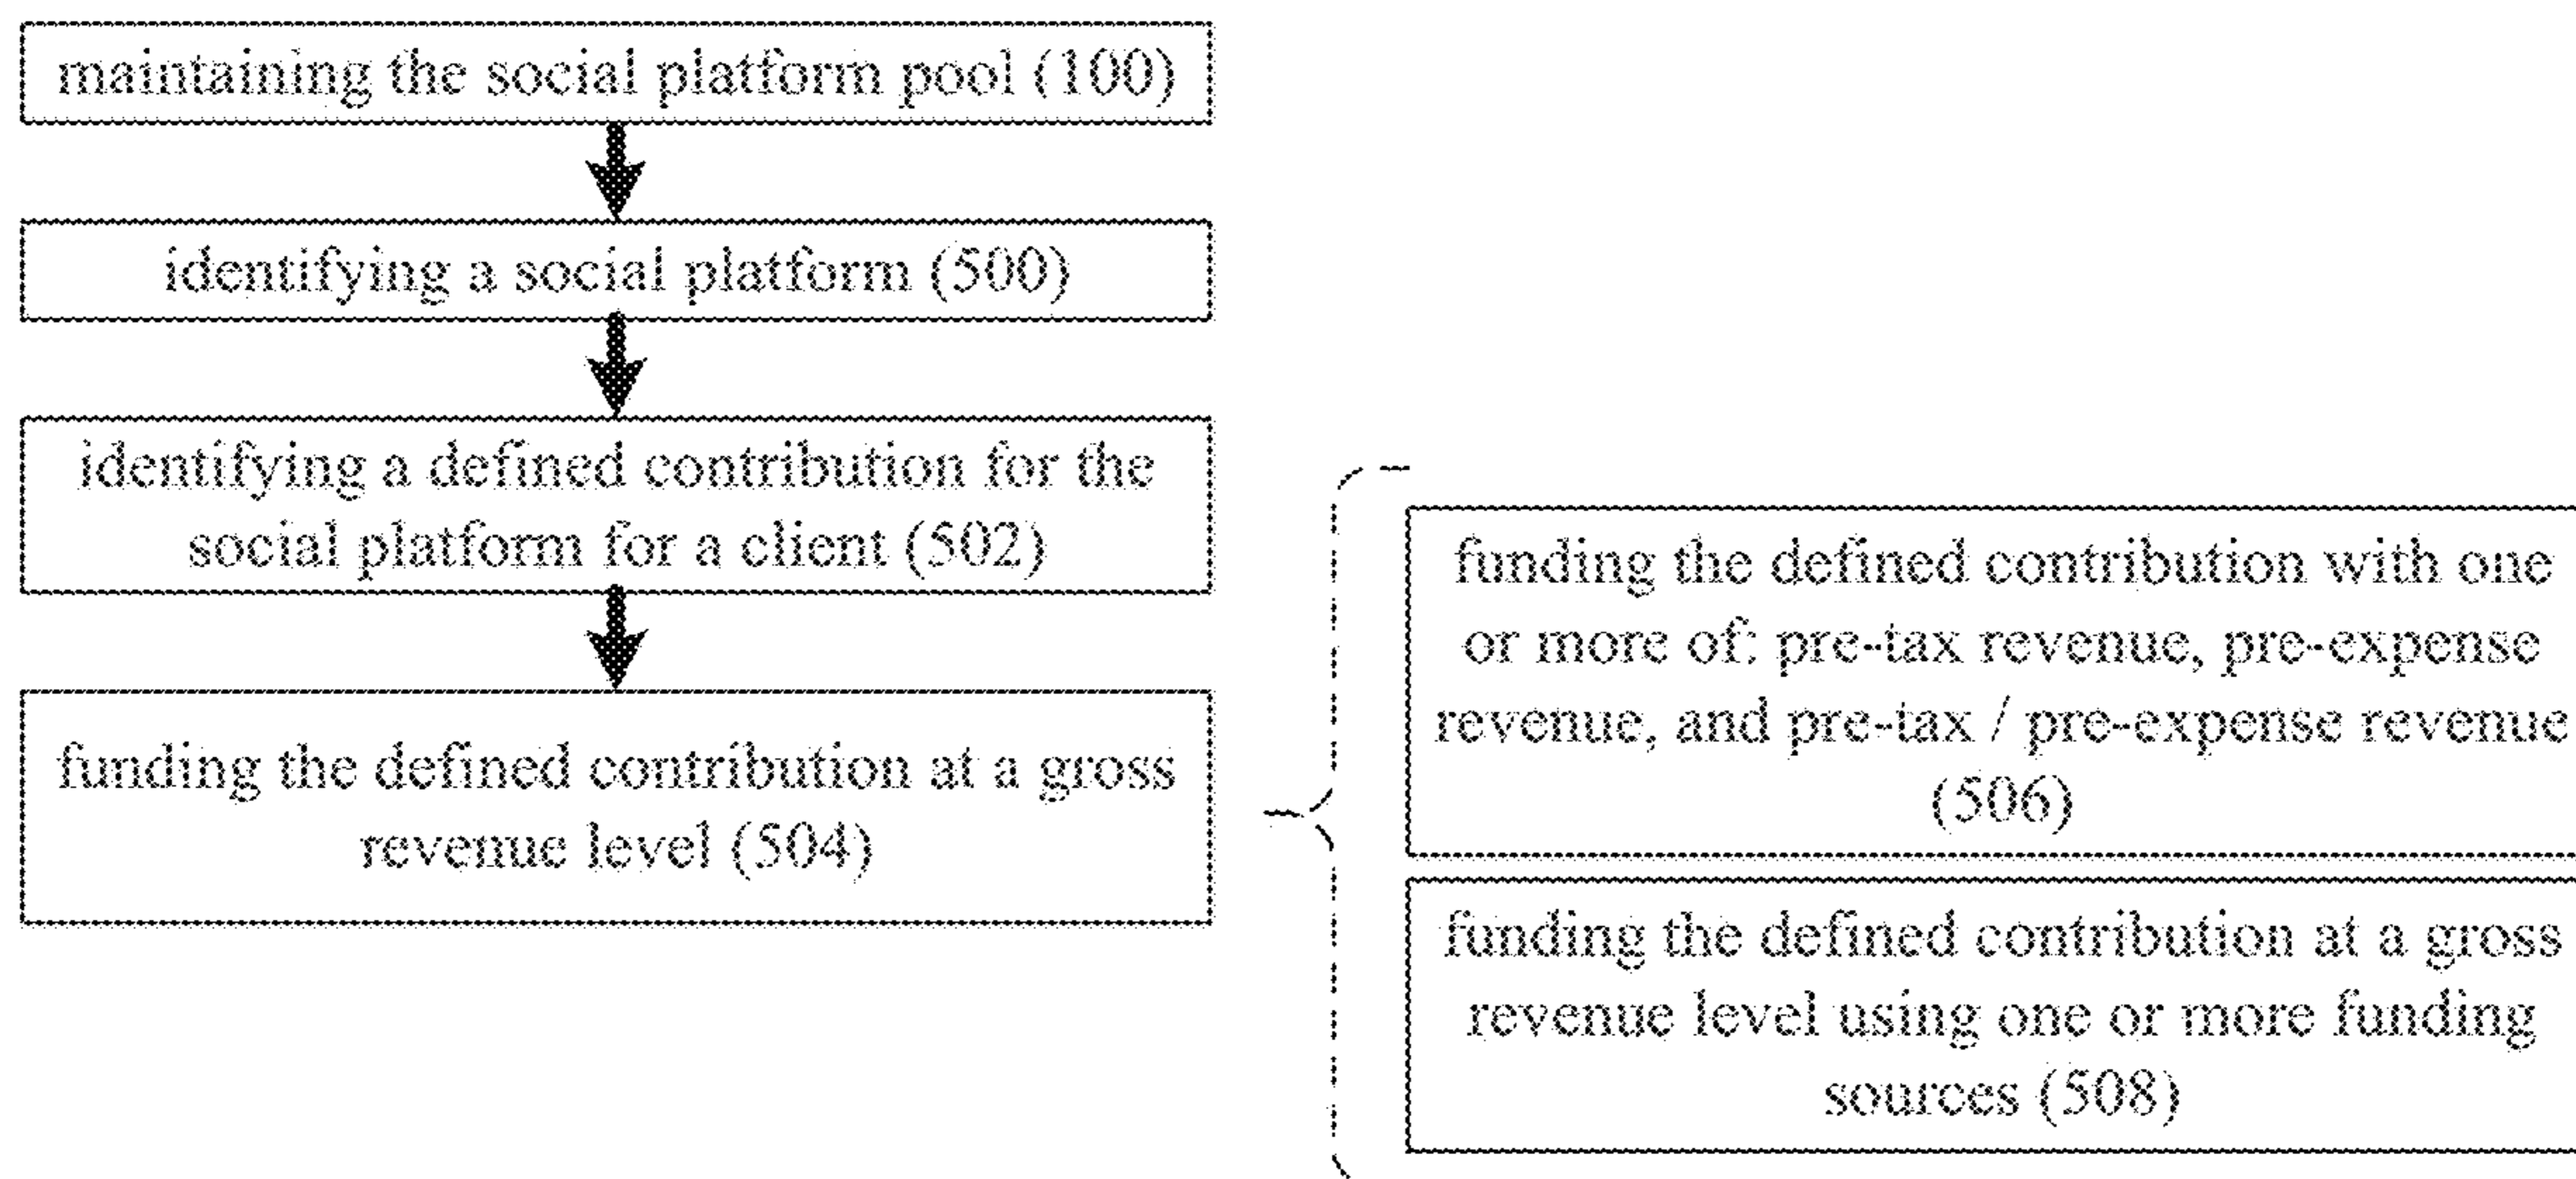 maintaining the social platform pool (100)
identifying a social platform (500)
identifying a defined contribution for the
social platform for a client (502)
funding the defined contribution at a gross
revenue level (504)
funding the defined contribution with one
or more of: pre-tax revenue, pre-expense
revenue, and pre-tax / pre-expense revenue
(506)
funding the defined contribution at a gross
revenue level using one or more funding
sources (508)